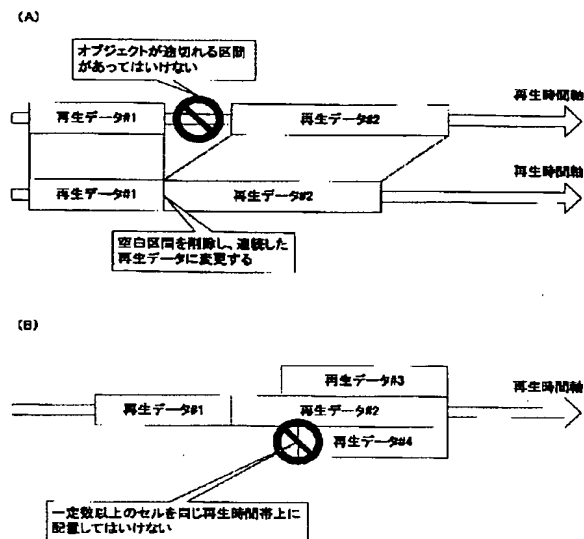 (A)
オブジェクトが途切れる区間
があってはいけない
再生時間軸
再生データ#1
再生データ#2
再生時間軸
再生データ#1
再生データ#2
空白区間を削除し、連続した
再生データに変更する
(B)
再生データ#3
再生時間軸
再生データ#1
再生データ#2
再生データ#4
一定数以上のセルを同じ再生時間帯上に
配置してはいけない